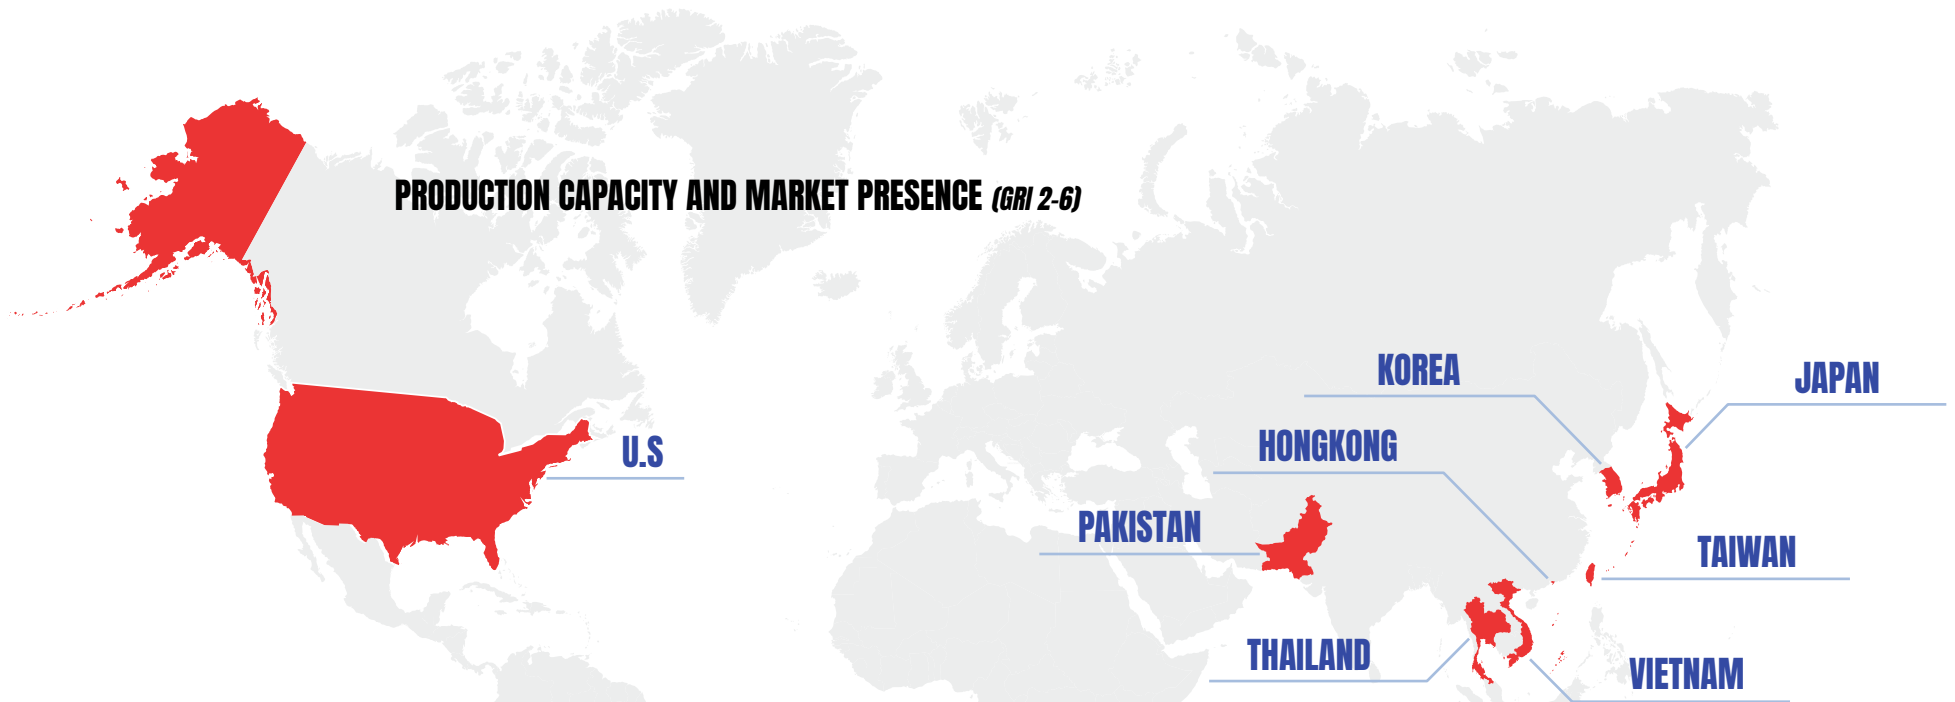 PRODUCTION CAPACITY AND MARKET PRESENCE (GRI 2-6)
KOREA
JAPAN
U.S
HONGKONG
PAKISTAN
TAIWAN
THAILAND
VIETNAM